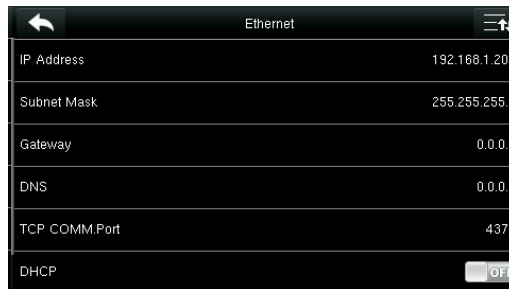 Ethernet
IP Address 192.168.1.20
Subnet Mask 255.255.255.
Gateway 0.0.0.
DNS 0.0.0.
TCP COMM.Port 437
DHCP OFF